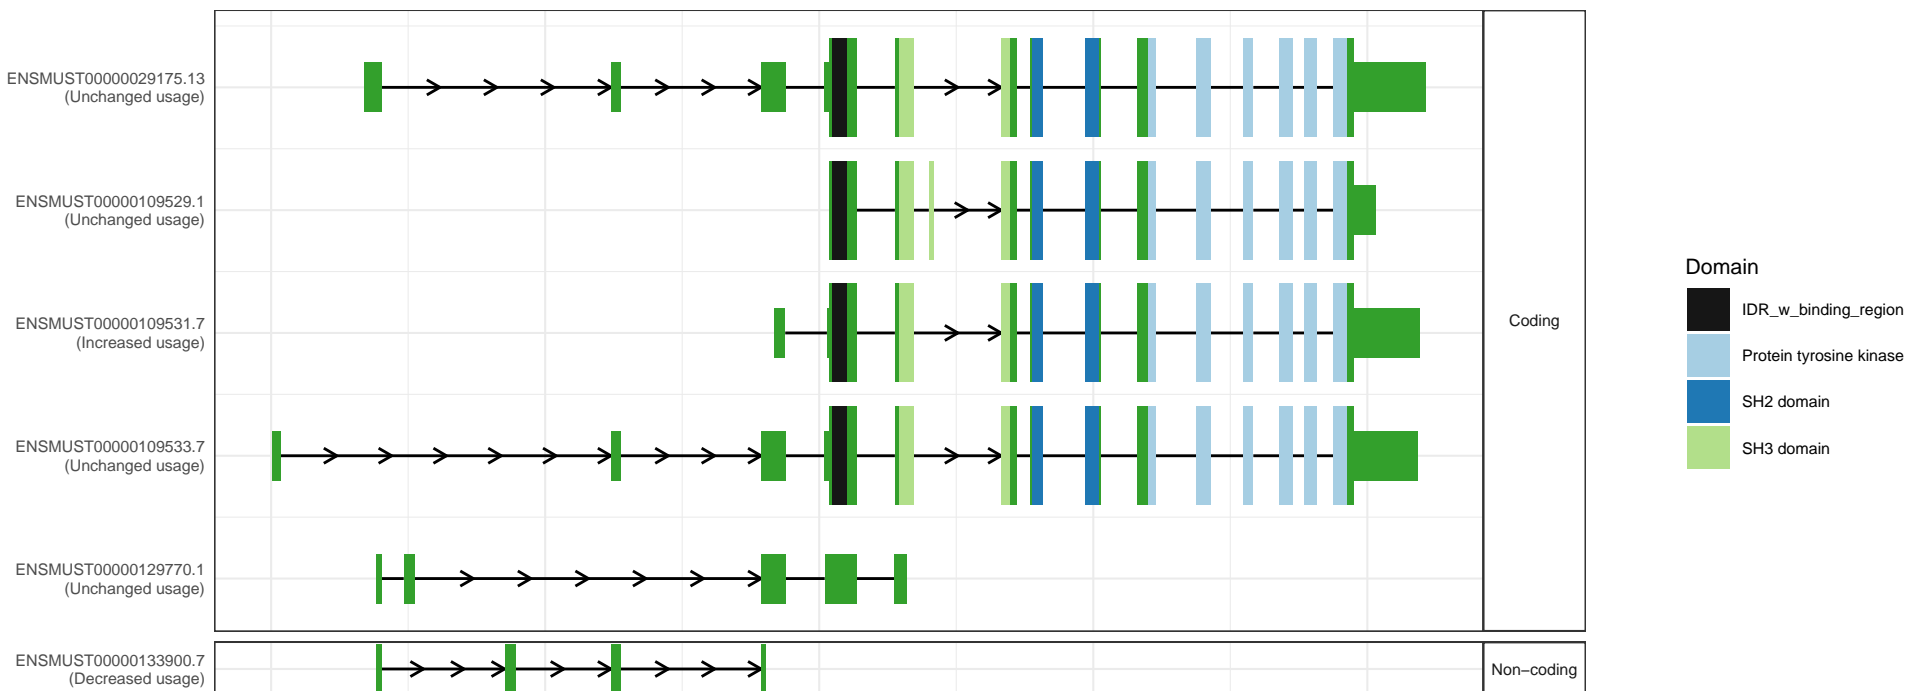 ENSMUST00000029175.13
(Unchanged usage)
ENSMUST00000109529.1
(Unchanged usage)
ENSMUST00000109531.7
(Increased usage)
ENSMUST00000109533.7
(Unchanged usage)
ENSMUST00000129770.1
(Unchanged usage)
ENSMUST00000133900.7
(Decreased usage)
Coding
Non−coding
Domain
IDR_w_binding_region
Protein tyrosine kinase
SH2 domain
SH3 domain